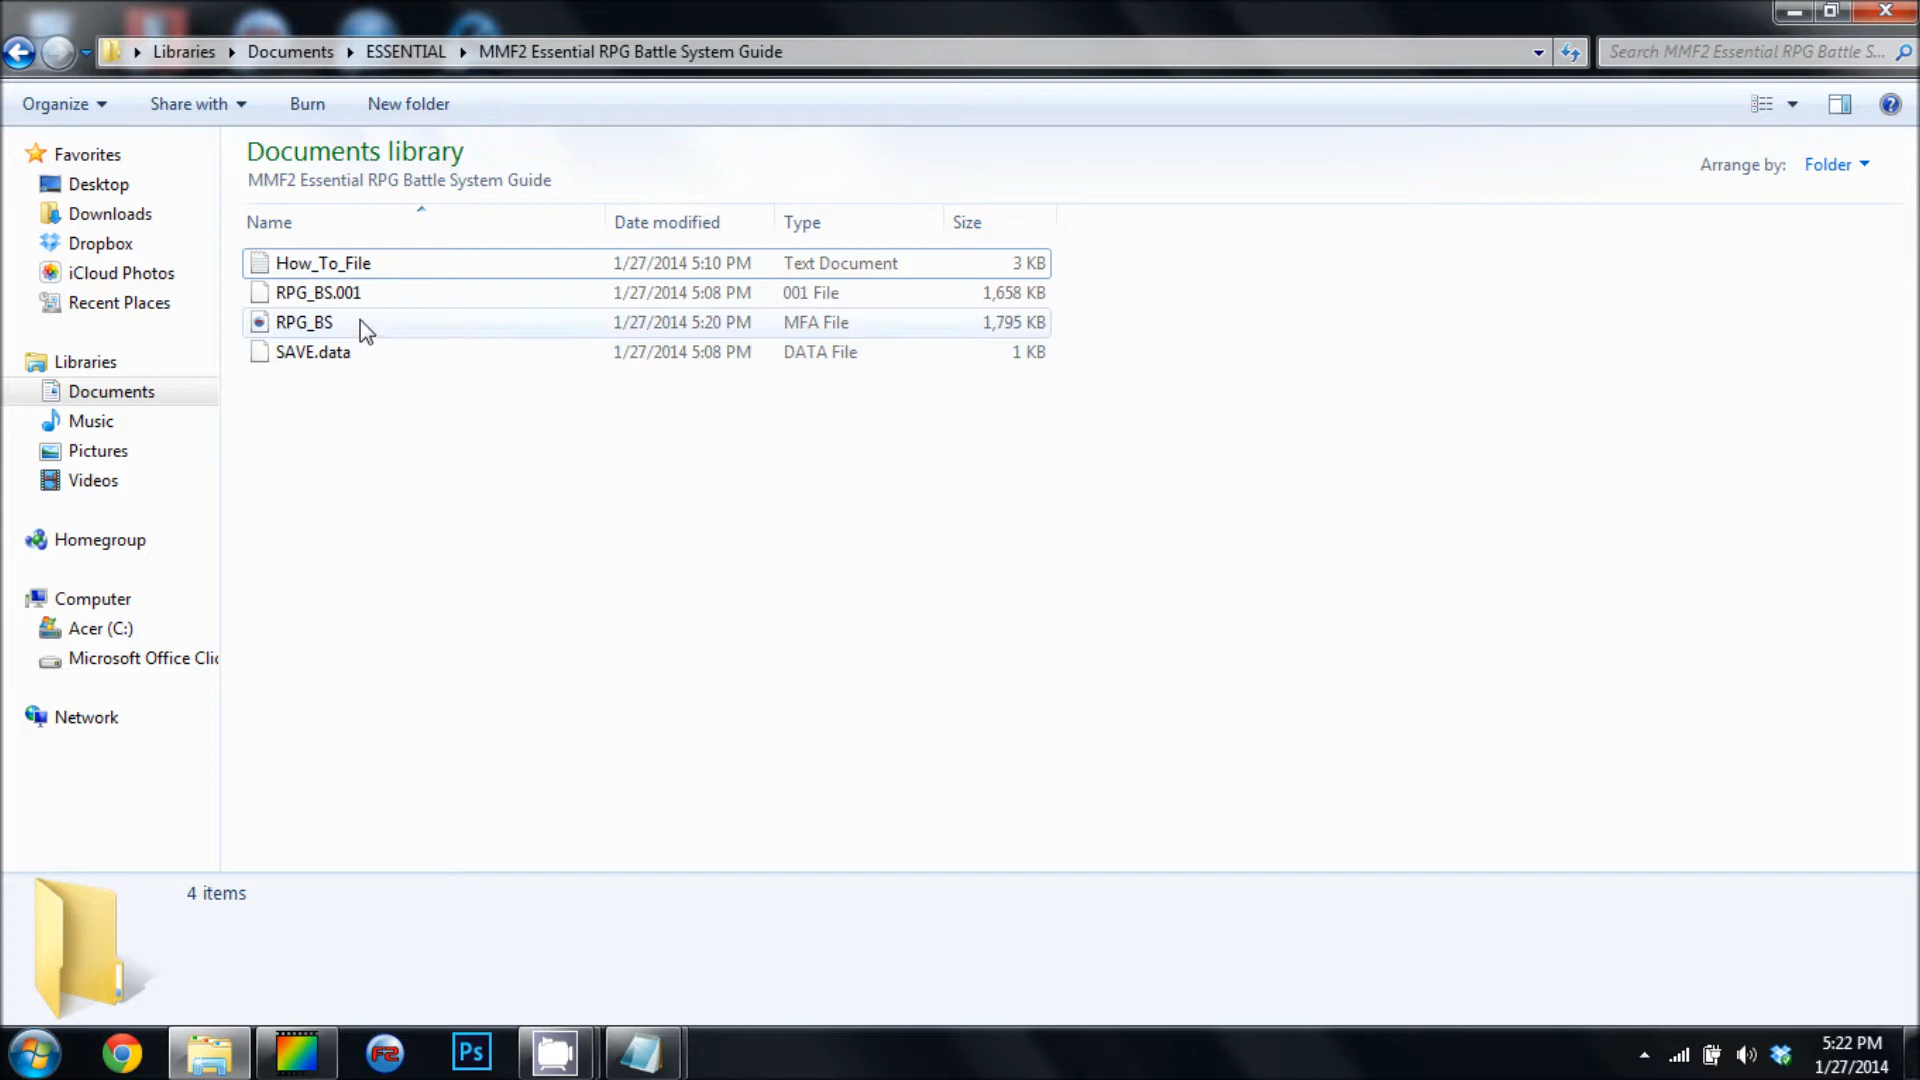 Libraries Documents ESSENTIAL MMF2 Essential RPG Battle System Guide
Search MMF2 Essential RPG Battle S...
Organize Share with Burn New folder
Favorites
Desktop
Downloads
Dropbox
iCloud Photos
Recent Places
Libraries
Documents
Music
Pictures
Videos
Homegroup
Computer
Acer (C:)
Microsoft Office Clic
Network
Documents library
MMF2 Essential RPG Battle System Guide
Arrange by: Folder
Name Date modified Type Size
How_To_File 1/27/2014 5:10 PM Text Document 3 KB
RPG_BS.001 1/27/2014 5:08 PM 001 File 1,658 KB
RPG_BS 1/27/2014 5:20 PM MFA File 1,795 KB
SAVE.data 1/27/2014 5:08 PM DATA File 1 KB
4 items
F2
Ps
5:22 PM
1/27/2014